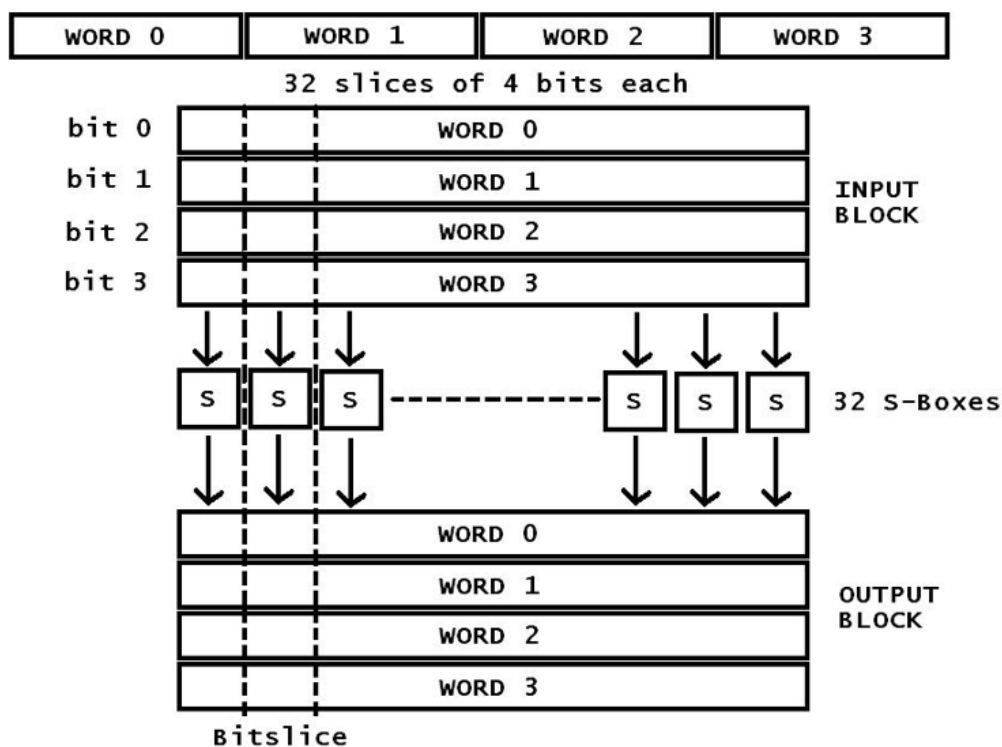 WORD 0 WORD 1 WORD 2 WORD 3
32 slices of 4 bits each
bit 0 WORD 0
bit 1 WORD 1
bit 2 WORD 2
bit 3 WORD 3
INPUT
BLOCK
S S S S S S 32 S-Boxes
WORD 0
WORD 1
WORD 2
WORD 3
OUTPUT
BLOCK
Bitslice